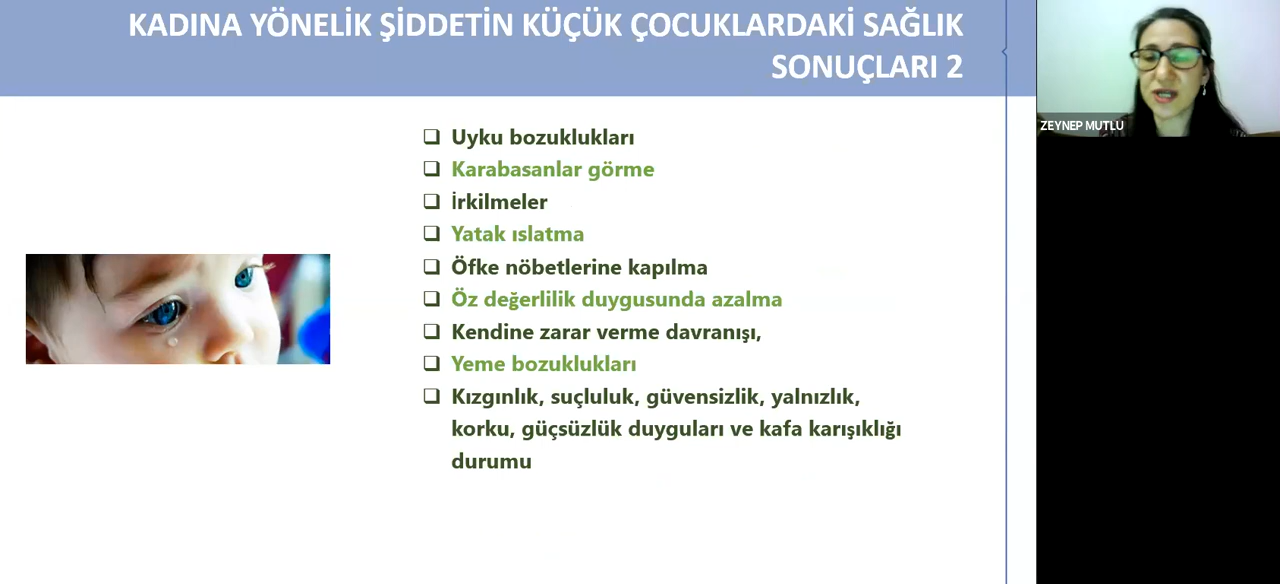 KADINA YÖNELİK ŞİDDETİN KÜÇÜK ÇOCUKLARDAKİ SAĞLIK
SONUÇLARI 2
Uyku bozuklukları
Karabasanlar görme
İrkilmeler
Yatak ıslatma
Öfke nöbetlerine kapılma
Öz değerlilik duygusunda azalma
Kendine zarar verme davranışı,
Yeme bozuklukları
Kızgınlık, suçluluk, güvensizlik, yalnızlık,
korku, güçsüzlük duyguları ve kafa karışıklığı
durumu
ZEYNEP MUTLU